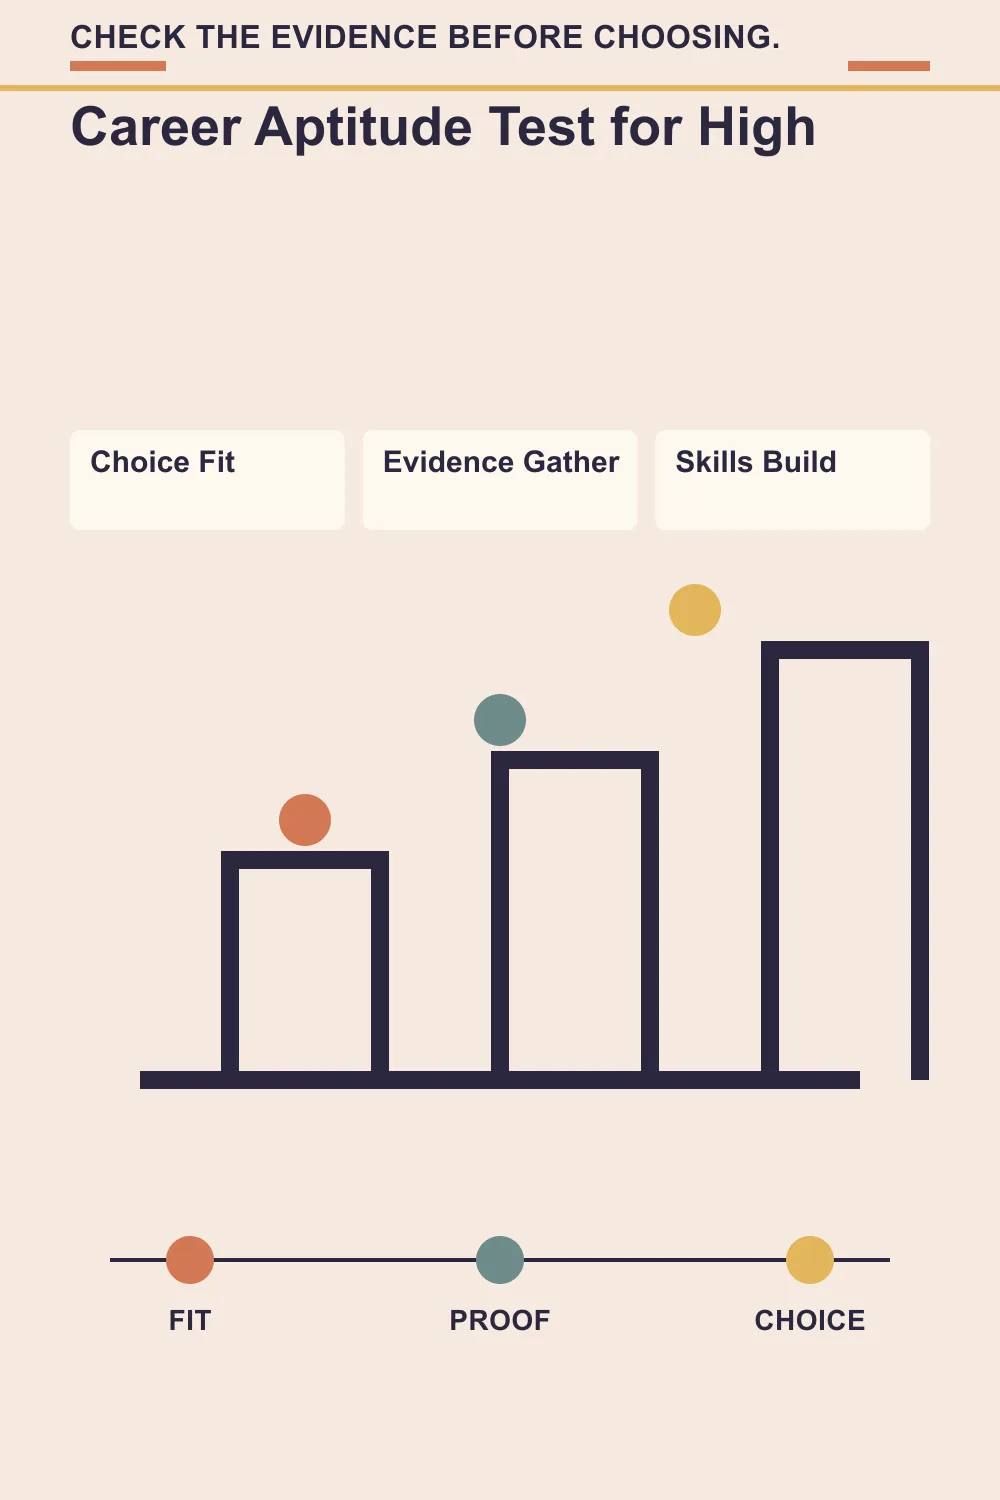 CHECK THE EVIDENCE BEFORE CHOOSING.
Career Aptitude Test for High
Choice Fit
Evidence Gather
Skills Build
FIT
PROOF
CHOICE